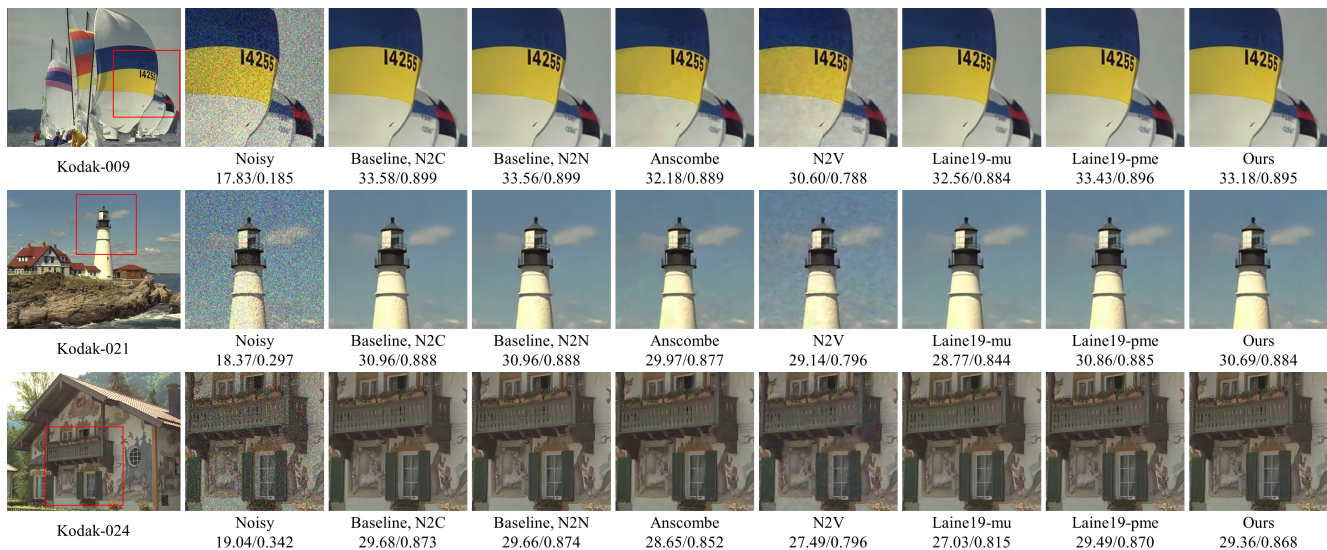 14255
14255
14255
14255
14255
14255
14255
14255
14255
Kodak-009
Noisy
17.83/0.185
Baseline, N2C
33.58/0.899
Baseline, N2N
33.56/0.899
Anscombe
32.18/0.889
N2V
30.60/0.788
Laine19-mu
32.56/0.884
Laine19-pme
33.43/0.896
Ours
33.18/0.895
Kodak-021
Noisy
18.37/0.297
Baseline, N2C
30.96/0.888
Baseline, N2N
30.96/0.888
Anscombe
29.97/0.877
N2V
29.14/0.796
Laine19-mu
28.77/0.844
Laine19-pme
30.86/0.885
Ours
30.69/0.884
Kodak-024
Noisy
19.04/0.342
Baseline, N2C
29.68/0.873
Baseline, N2N
29.66/0.874
Anscombe
28.65/0.852
N2V
27.49/0.796
Laine19-mu
27.03/0.815
Laine19-pme
29.49/0.870
Ours
29.36/0.868